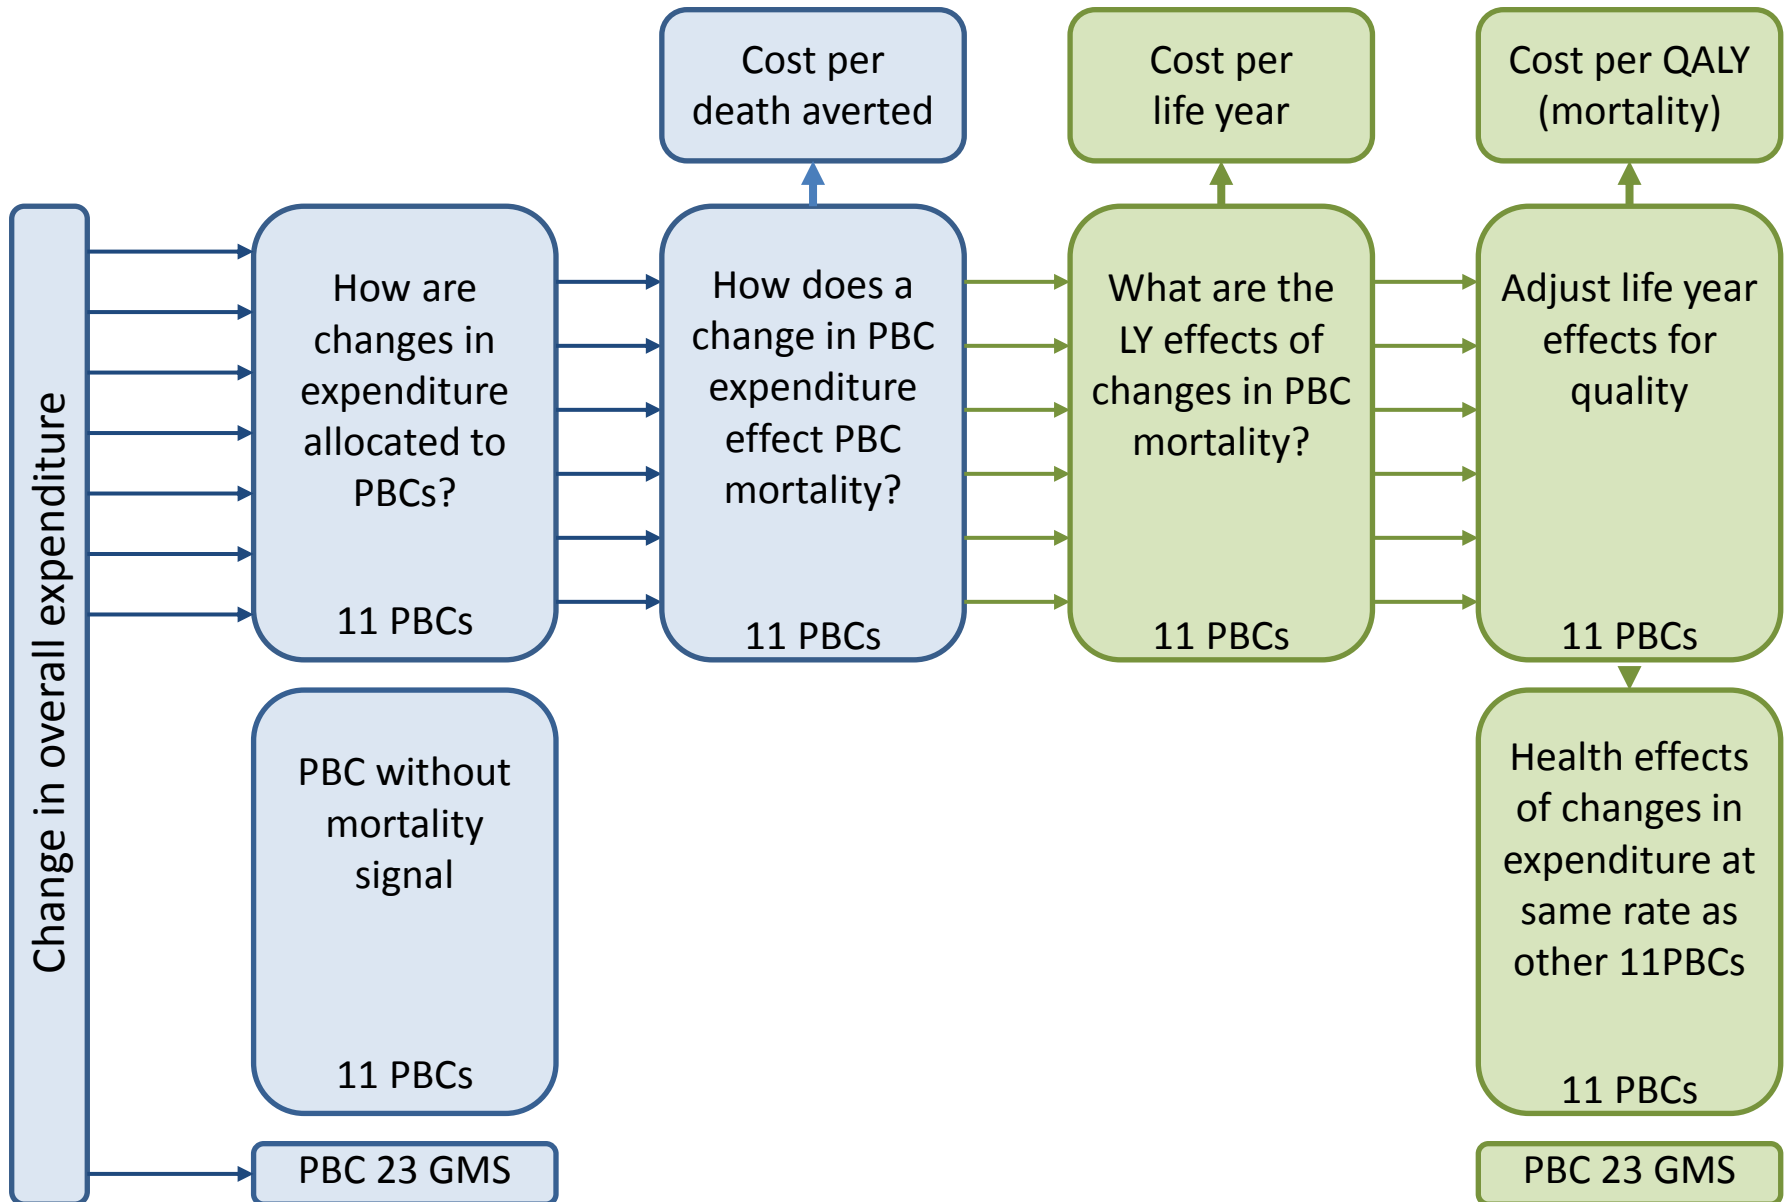 Cost per
death averted
Cost per
life year
Cost per QALY
(mortality)
Change in overall expenditure
How are
changes in
expenditure
allocated to
PBCs?
11 PBCs
How does a
change in PBC
expenditure
effect PBC
mortality?
11 PBCs
What are the
LY effects of
changes in PBC
mortality?
11 PBCs
Adjust life year
effects for
quality
11 PBCs
PBC without
mortality
signal
11 PBCs
Health effects
of changes in
expenditure at
same rate as
other 11PBCs
11 PBCs
PBC 23 GMS
PBC 23 GMS